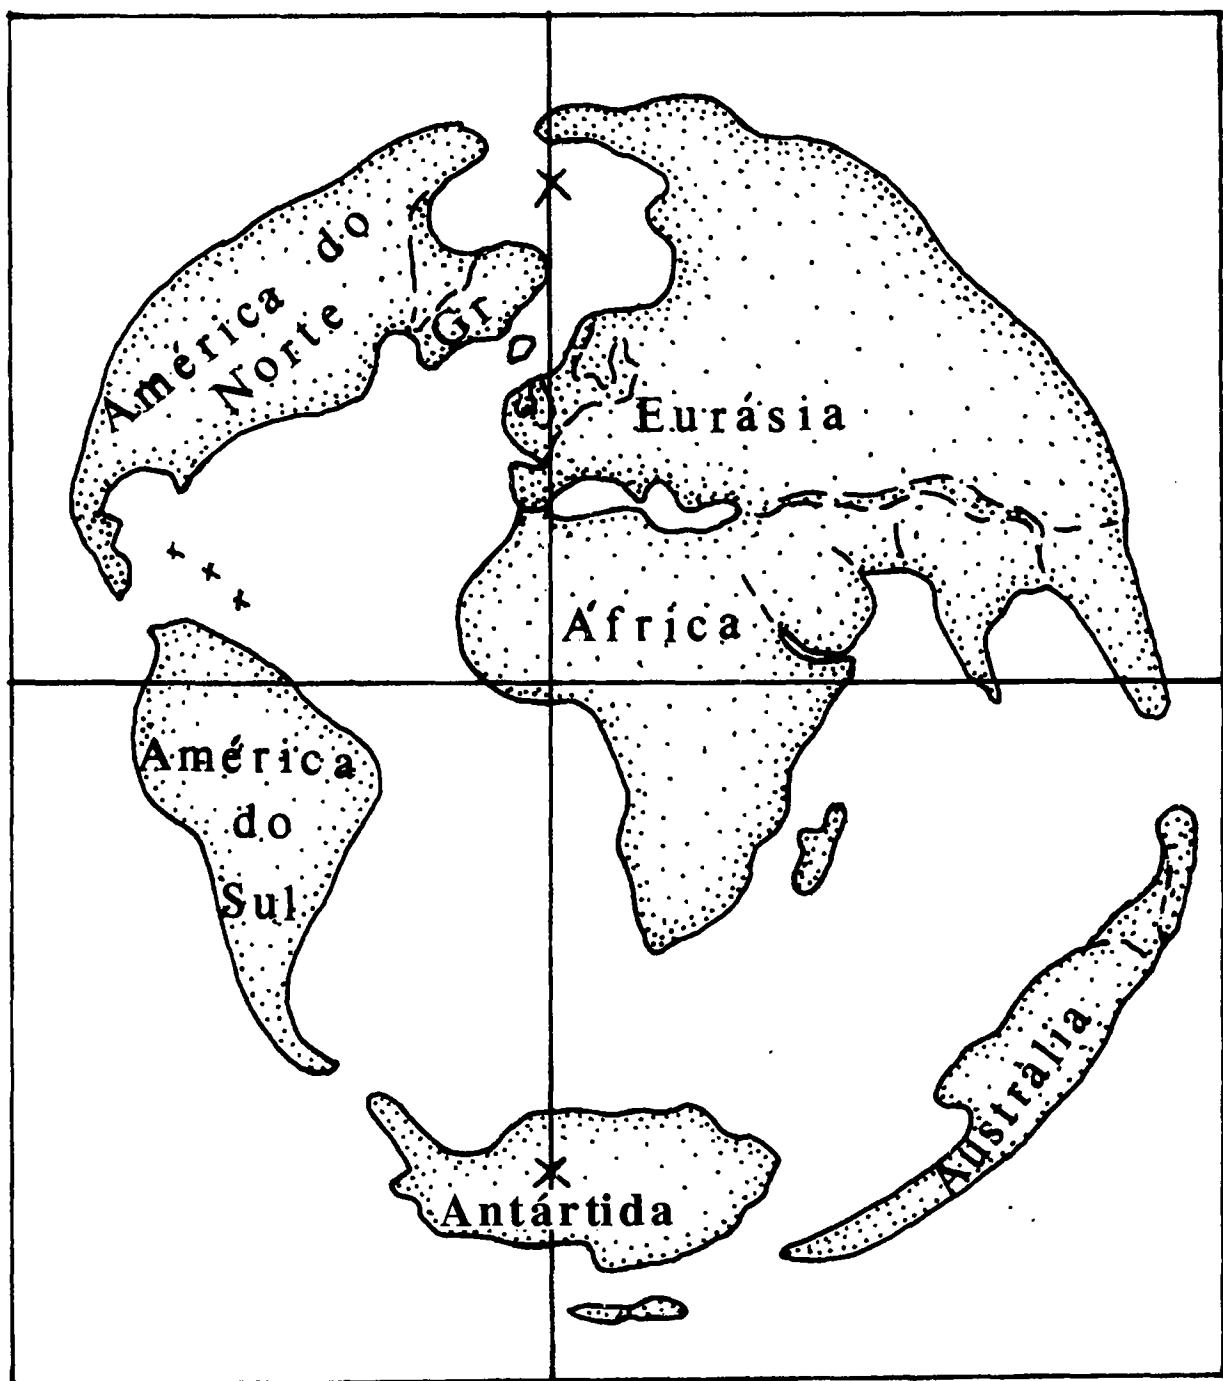 América do
Norte
Gr
Eurásia
África
América
do
Sul
Austrália
Antártida